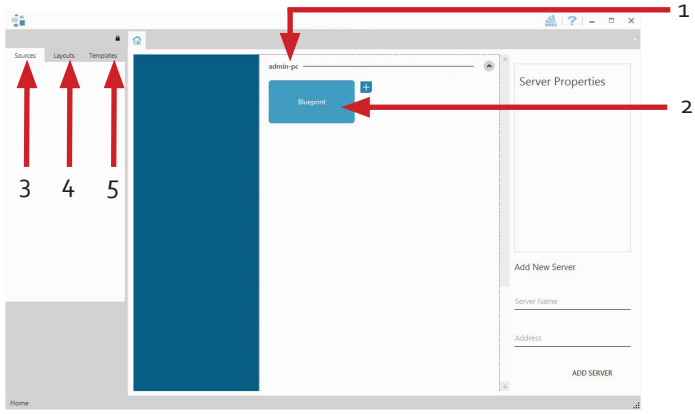 1
?
Sources Layouts Templates
admin-pc
Server Properties
Blueprint
2
3 4 5
Add New Server
Server Name
Address
ADD SERVER
Home